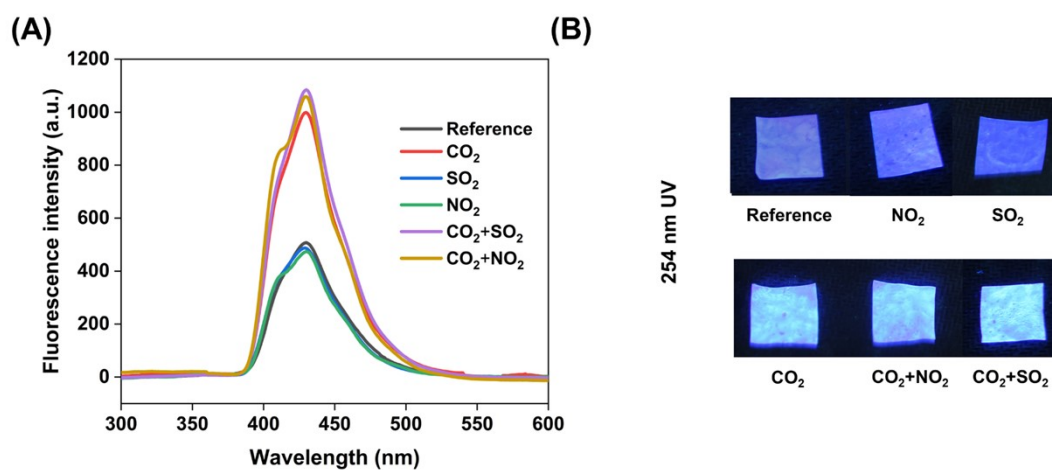 (A)
Fluorescence intensity (a.u.)
1200
1000
800
600
400
200
0
300
350
400
450
500
550
600
Wavelength (nm)
Reference
CO₂
SO₂
NO₂
CO₂+SO₂
CO₂+NO₂
(B)
254 nm UV
Reference
NO₂
SO₂
CO₂
CO₂+NO₂
CO₂+SO₂